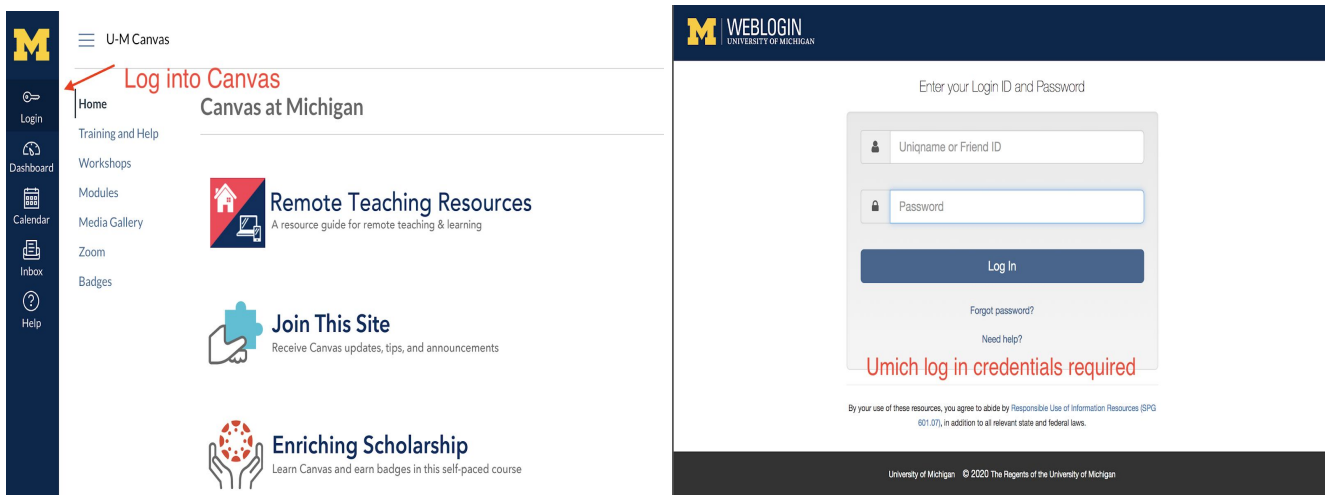 M
U-M Canvas
Log into Canvas
Login
Dashboard
Calendar
Inbox
Help
Home
Training and Help
Workshops
Modules
Media Gallery
Zoom
Badges
Canvas at Michigan
Remote Teaching Resources
A resource guide for remote teaching & learning
Join This Site
Receive Canvas updates, tips, and announcements
Enriching Scholarship
Learn Canvas and earn badges in this self-paced course
M
WEBLOGIN
UNIVERSITY OF MICHIGAN
Enter your Login ID and Password
Uniqname or Friend ID
Password
Log In
Forgot password?
Need help?
Umich log in credentials required
By your use of these resources, you agree to abide by Responsible Use of Information Resources (SPG
601.07), in addition to all relevant state and federal laws.
University of Michigan © 2020 The Regents of the University of Michigan